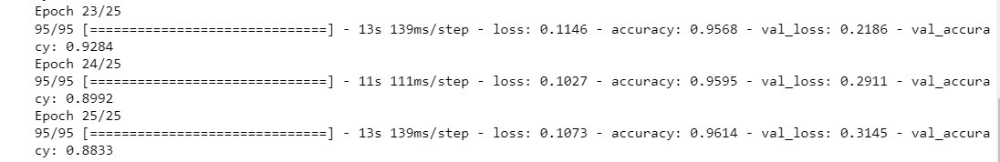 Epoch 23/25
95/95 [==============================] - 13s 139ms/step - loss: 0.1146 - accuracy: 0.9568 - val_loss: 0.2186 - val_accura
cy: 0.9284
Epoch 24/25
95/95 [==============================] - 11s 111ms/step - loss: 0.1027 - accuracy: 0.9595 - val_loss: 0.2911 - val_accura
cy: 0.8992
Epoch 25/25
95/95 [==============================] - 13s 139ms/step - loss: 0.1073 - accuracy: 0.9614 - val_loss: 0.3145 - val_accura
cy: 0.8833